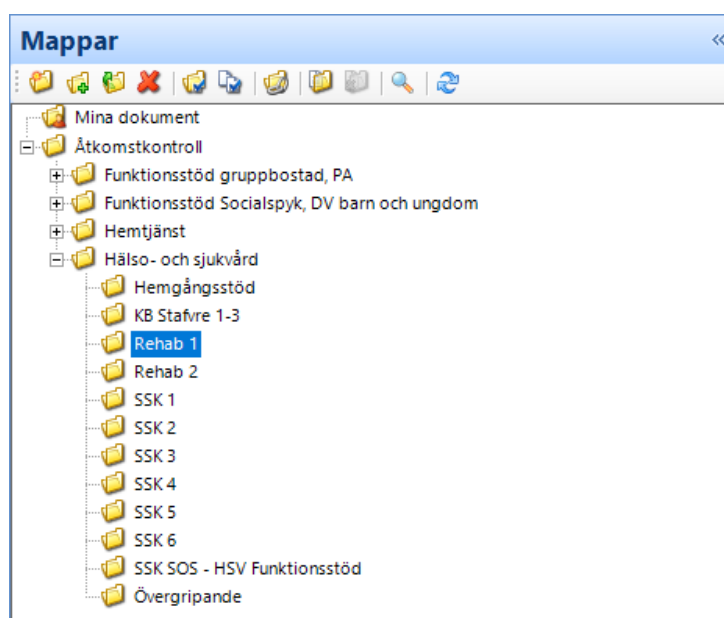 Mappar
Mina dokument
Åtkomstkontroll
Funktionsstöd gruppbostad, PA
Funktionsstöd Socialspyk, DV barn och ungdom
Hemtjänst
Hälso- och sjukvård
Hemgångsstöd
KB Stafvre 1-3
Rehab 1
Rehab 2
SSK 1
SSK 2
SSK 3
SSK 4
SSK 5
SSK 6
SSK SOS - HSV Funktionsstöd
Övergripande